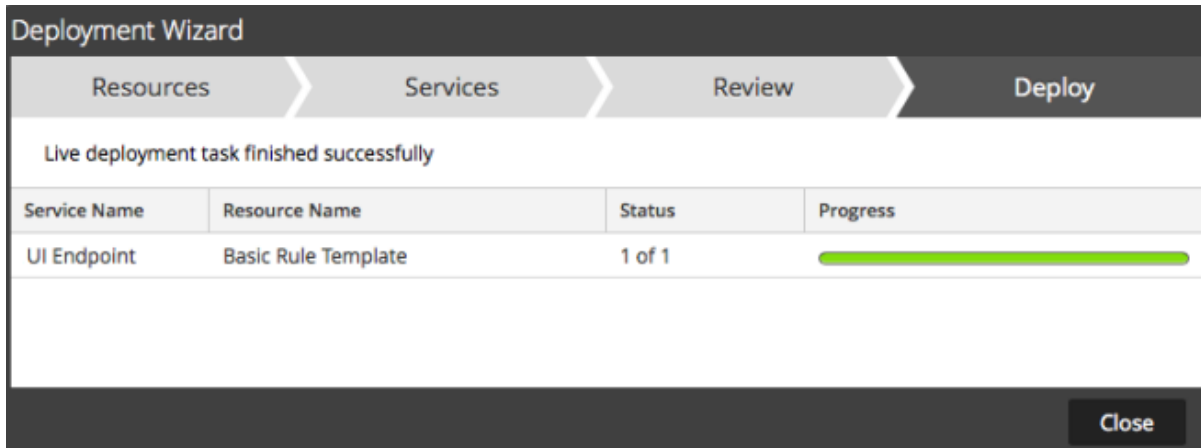 Deployment Wizard
Resources Services Review Deploy
Live deployment task finished successfully
Service Name Resource Name Status Progress
UI Endpoint Basic Rule Template 1 of 1
Close